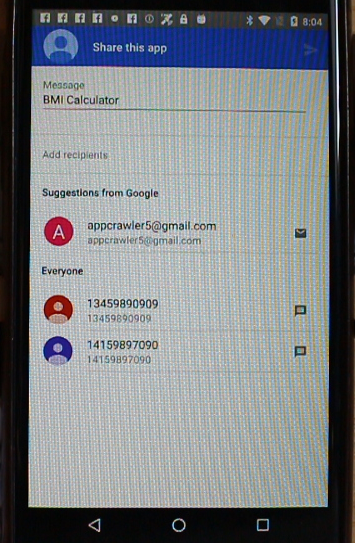 8:04
Share this app
Message
BMI Calculator
Add recipients
Suggestions from Google
A
appcrawler5@gmail.com
appcrawler5@gmail.com
Everyone
13459890909
13459890909
14159897090
14159897090